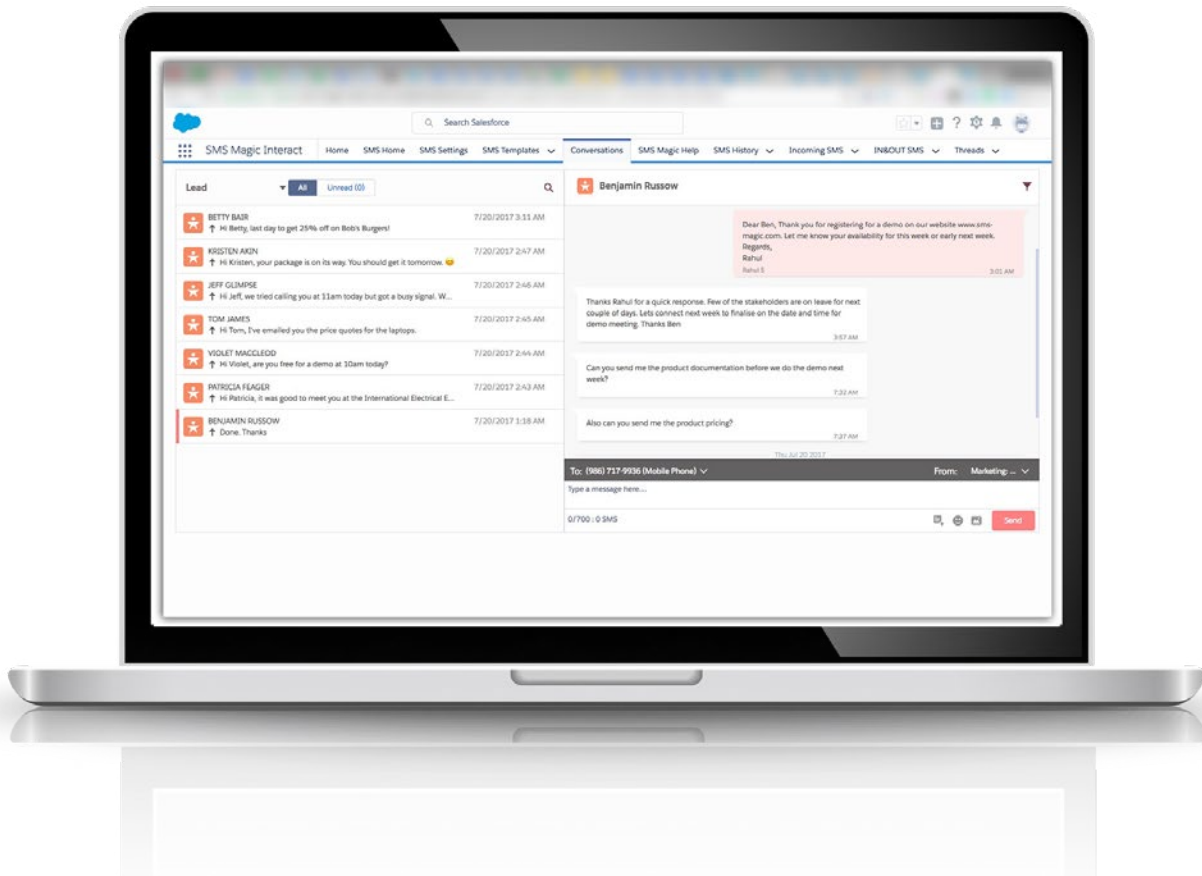 Search Salesforce
SMS Magic Interact
Home
SMS Home
SMS Settings
SMS Templates
Conversations
SMS Magic Help
SMS History
Incoming SMS
IN&OUT SMS
Threads
Lead
All
Unread (0)
BETTY BAIR
7/20/2017 3:11 AM
Hi Betty, last day to get 25% off on Bob's Burgers!
KRISTEN AKIN
7/20/2017 2:47 AM
Hi Kristen, your package is on its way. You should get it tomorrow. 😊
JEFF GLIMPSE
7/20/2017 2:46 AM
Hi Jeff, we tried calling you at 11am today but got a busy signal. W...
TOM JAMES
7/20/2017 2:45 AM
Hi Tom, I've emailed you the price quotes for the laptops.
VIOLET MACCLEOD
7/20/2017 2:44 AM
Hi Violet, are you free for a demo at 10am today?
PATRICIA FEAGER
7/20/2017 2:43 AM
Hi Patricia, it was good to meet you at the International Electrical E...
BENJAMIN RUSSOW
7/20/2017 1:18 AM
Done. Thanks
Benjamin Russow
Dear Ben, Thank you for registering for a demo on our website www.sms-
magic.com. Let me know your availability for this week or early next week.
Regards,
Rahul
Rahul S
3:01 AM
Thanks Rahul for a quick response. Few of the stakeholders are on leave for next
couple of days. Lets connect next week to finalise on the date and time for
demo meeting. Thanks Ben
3:57 AM
Can you send me the product documentation before we do the demo next
week?
7:22 AM
Also can you send me the product pricing?
7:27 AM
Thu Jul 20 2017
To: (986) 717-9936 (Mobile Phone)
From: Marketing: ...
Type a message here....
0/700 : 0 SMS
Send